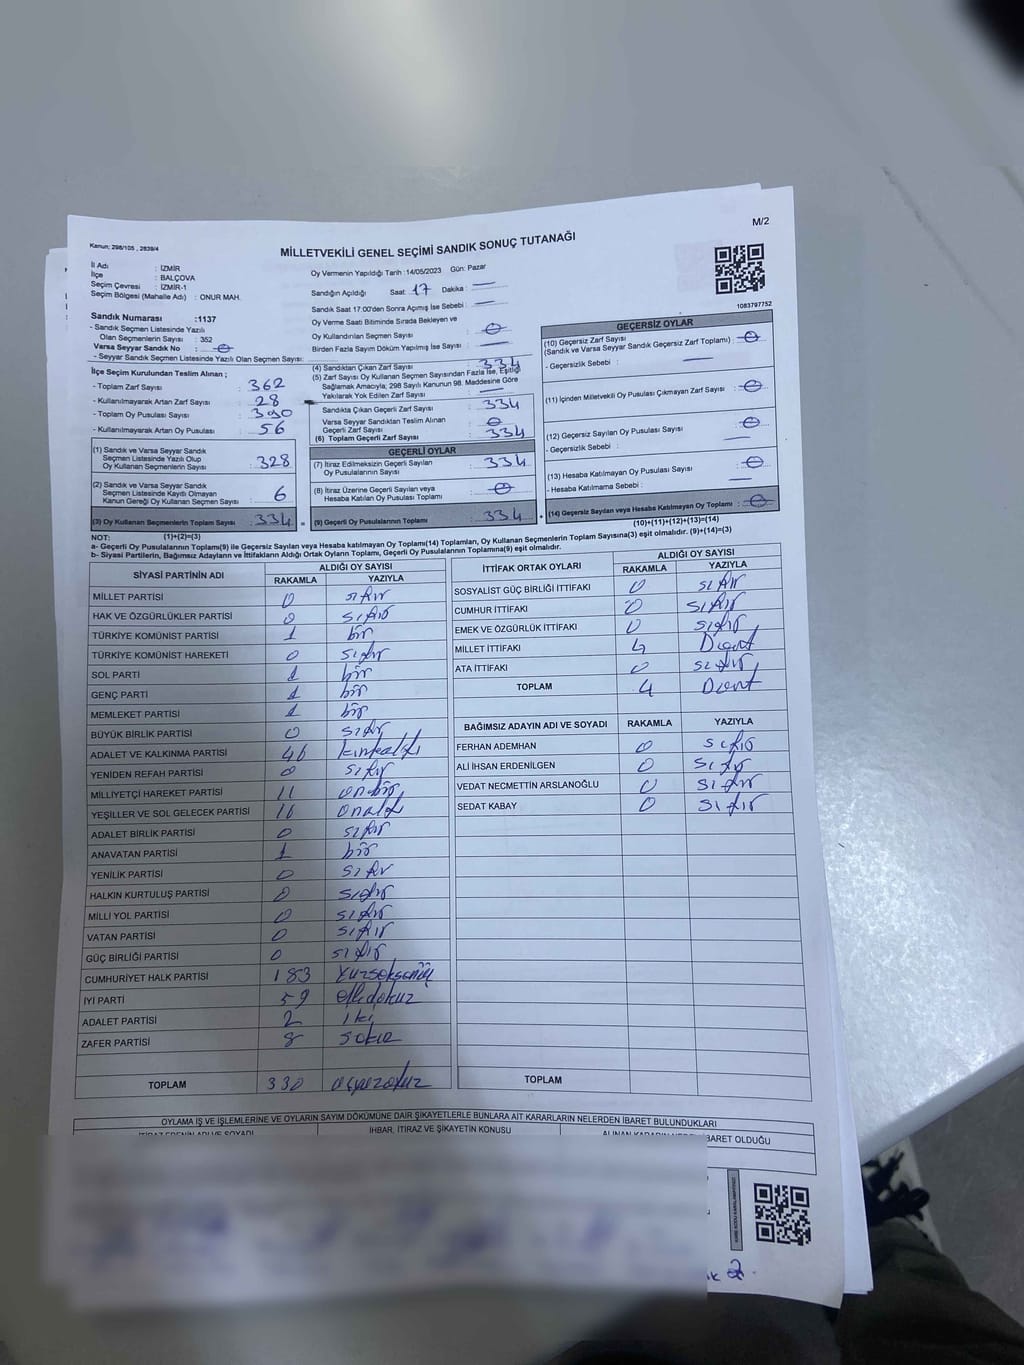 M/2
Kanun; 298/105 , 2839/4
MİLLETVEKİLİ GENEL SEÇİMİ SANDIK SONUÇ TUTANAĞI
İl Adı : İZMİR
İlçe : BALÇOVA
Seçim Çevresi : İZMİR-1
Seçim Bölgesi (Mahalle Adı) : ONUR MAH.
Oy Vermenin Yapıldığı Tarih :14/05/2023 Gün: Pazar
Sandığın Açıldığı Saat : 17 Dakika : —
Sandık Saat 17:00'den Sonra Açımış İse Sebebi : —
Oy Verme Saati Bitiminde Sırada Bekleyen ve
Oy Kullandırılan Seçmen Sayısı : 0
Birden Fazla Sayım Döküm Yapılmış İse Sayısı : —
1083797752
Sandık Numarası :1137
- Sandık Seçmen Listesinde Yazılı
Olan Seçmenlerin Sayısı : 352
Varsa Seyyar Sandık No : 0
- Seyyar Sandık Seçmen Listesinde Yazılı Olan Seçmen Sayısı:
İlçe Seçim Kurulundan Teslim Alınan ;
- Toplam Zarf Sayısı : 362
- Kullanılmayarak Artan Zarf Sayısı : 28
- Toplam Oy Pusulası Sayısı : 390
- Kullanılmayarak Artan Oy Pusulası : 56
(1) Sandık ve Varsa Seyyar Sandık
Seçmen Listesinde Yazılı Olup
Oy Kullanan Seçmenlerin Sayısı : 328
(2) Sandık ve Varsa Seyyar Sandık
Seçmen Listesinde Kayıtlı Olmayan
Kanun Gereği Oy Kullanan Seçmen Sayısı : 6
(3) Oy Kullanan Seçmenlerin Toplam Sayısı : 334
(1)+(2)=(3)
(4) Sandıktan Çıkan Zarf Sayısı : 334
(5) Zarf Sayısı Oy Kullanan Seçmen Sayısından Fazla İse, Eşitliği
Sağlamak Amacıyla; 298 Sayılı Kanunun 98. Maddesine Göre
Yakılarak Yok Edilen Zarf Sayısı : —
Sandıkta Çıkan Geçerli Zarf Sayısı : 334
Varsa Seyyar Sandıktan Teslim Alınan
Geçerli Zarf Sayısı : 0
(6) Toplam Geçerli Zarf Sayısı : 334
GEÇERLİ OYLAR
(7) İtiraz Edilmeksizin Geçerli Sayılan
Oy Pusulalarının Sayısı : 334
(8) İtiraz Üzerine Geçerli Sayılan veya
Hesaba Katılan Oy Pusulası Toplamı : 0
= (9) Geçerli Oy Pusulalarının Toplamı : 334 +
GEÇERSİZ OYLAR
(10) Geçersiz Zarf Sayısı : 0
(Sandık ve Varsa Seyyar Sandık Geçersiz Zarf Toplamı)
- Geçersizlik Sebebi : —
(11) İçinden Milletvekili Oy Pusulası Çıkmayan Zarf Sayısı : 0
(12) Geçersiz Sayılan Oy Pusulası Sayısı : 0
- Geçersizlik Sebebi : —
(13) Hesaba Katılmayan Oy Pusulası Sayısı : 0
- Hesaba Katılmama Sebebi : —
(14) Geçersiz Sayılan veya Hesaba Katılmayan Oy Toplamı : 0
(10)+(11)+(12)+(13)=(14)
NOT:
a- Geçerli Oy Pusulalarının Toplamı(9) ile Geçersiz Sayılan veya Hesaba katılmayan Oy Toplamı(14) Toplamları, Oy Kullanan Seçmenlerin Toplam Sayısına(3) eşit olmalıdır. (9)+(14)=(3)
b- Siyasi Partilerin, Bağımsız Adayların ve İttifakların Aldığı Ortak Oyların Toplamı, Geçerli Oy Pusulalarının Toplamına(9) eşit olmalıdır.
SİYASİ PARTİNİN ADI ALDIĞI OY SAYISI
RAKAMLA YAZIYLA
MİLLET PARTİSİ 0 sıfır
HAK VE ÖZGÜRLÜKLER PARTİSİ 0 sıfır
TÜRKİYE KOMÜNİST PARTİSİ 1 bir
TÜRKİYE KOMÜNİST HAREKETİ 0 sıfır
SOL PARTİ 1 bir
GENÇ PARTİ 1 bir
MEMLEKET PARTİSİ 1 bir
BÜYÜK BİRLİK PARTİSİ 0 sıfır
ADALET VE KALKINMA PARTİSİ 46 kırkaltı
YENİDEN REFAH PARTİSİ 0 sıfır
MİLLİYETÇİ HAREKET PARTİSİ 11 onbir
YEŞİLLER VE SOL GELECEK PARTİSİ 16 onaltı
ADALET BİRLİK PARTİSİ 0 sıfır
ANAVATAN PARTİSİ 1 bir
YENİLİK PARTİSİ 0 sıfır
HALKIN KURTULUŞ PARTİSİ 0 sıfır
MİLLİ YOL PARTİSİ 0 sıfır
VATAN PARTİSİ 0 sıfır
GÜÇ BİRLİĞİ PARTİSİ 0 sıfır
CUMHURİYET HALK PARTİSİ 183 Yüzseksenüç
İYİ PARTİ 59 ellidokuz
ADALET PARTİSİ 2 iki
ZAFER PARTİSİ 8 sekiz
TOPLAM 330 üçyüzotuz
İTTİFAK ORTAK OYLARI ALDIĞI OY SAYISI
RAKAMLA YAZIYLA
SOSYALİST GÜÇ BİRLİĞİ İTTİFAKI 0 sıfır
CUMHUR İTTİFAKI 0 sıfır
EMEK VE ÖZGÜRLÜK İTTİFAKI 0 sıfır
MİLLET İTTİFAKI 4 Dört
ATA İTTİFAKI 0 sıfır
TOPLAM 4 Dört
BAĞIMSIZ ADAYIN ADI VE SOYADI RAKAMLA YAZIYLA
FERHAN ADEMHAN 0 sıfır
ALİ İHSAN ERDENİLGEN 0 sıfır
VEDAT NECMETTİN ARSLANOĞLU 0 sıfır
SEDAT KABAY 0 sıfır
TOPLAM
OYLAMA İŞ VE İŞLEMLERİNE VE OYLARIN SAYIM DÖKÜMÜNE DAİR ŞİKAYETLERLE BUNLARA AİT KARARLARIN NELERDEN İBARET BULUNDUKLARI
İTİRAZ EDENİN ADI VE SOYADI İHBAR, İTİRAZ VE ŞİKAYETİN KONUSU ALINAN BARET OLDUĞU
2